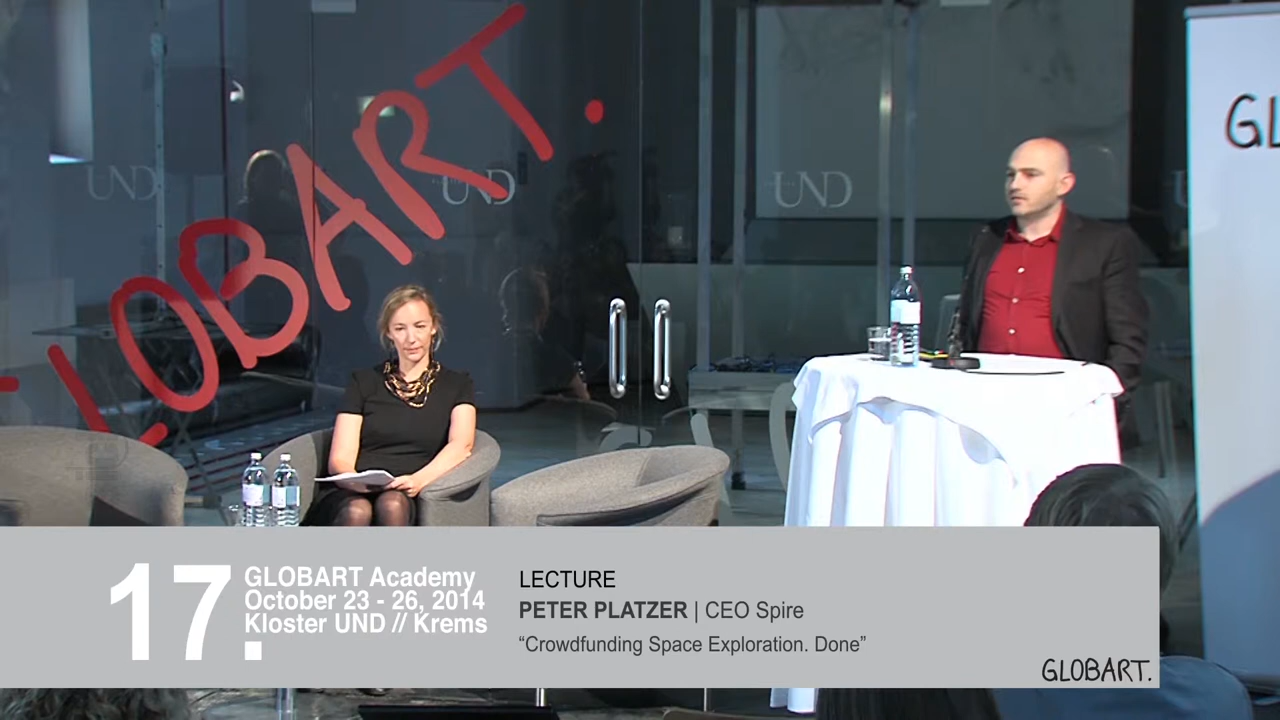 GLOBART.
UND
UND
UND
GL
17.
GLOBART Academy
October 23 - 26, 2014
Kloster UND // Krems
LECTURE
PETER PLATZER | CEO Spire
“Crowdfunding Space Exploration. Done”
GLOBART.